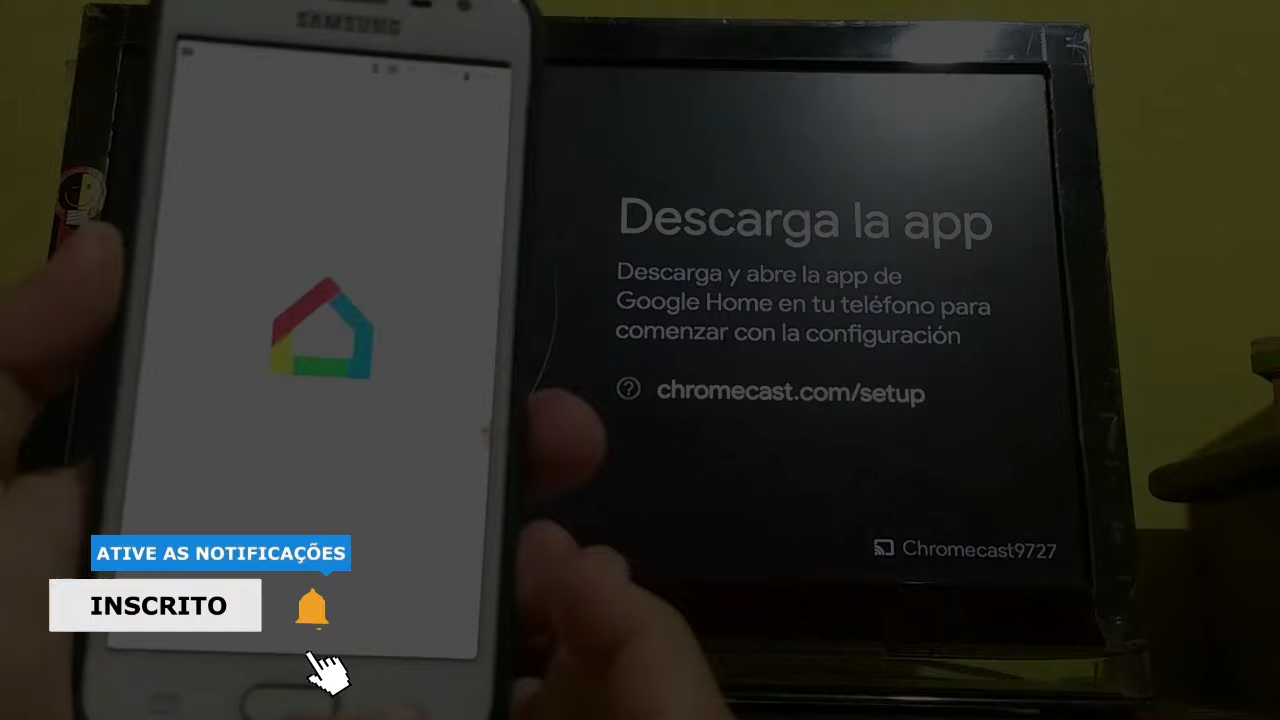 SAMSUNG
Descarga la app
Descarga y abre la app de
Google Home en tu teléfono para
comenzar con la configuración
chromecast.com/setup
Chromecast9727
ATIVE AS NOTIFICAÇÕES
INSCRITO